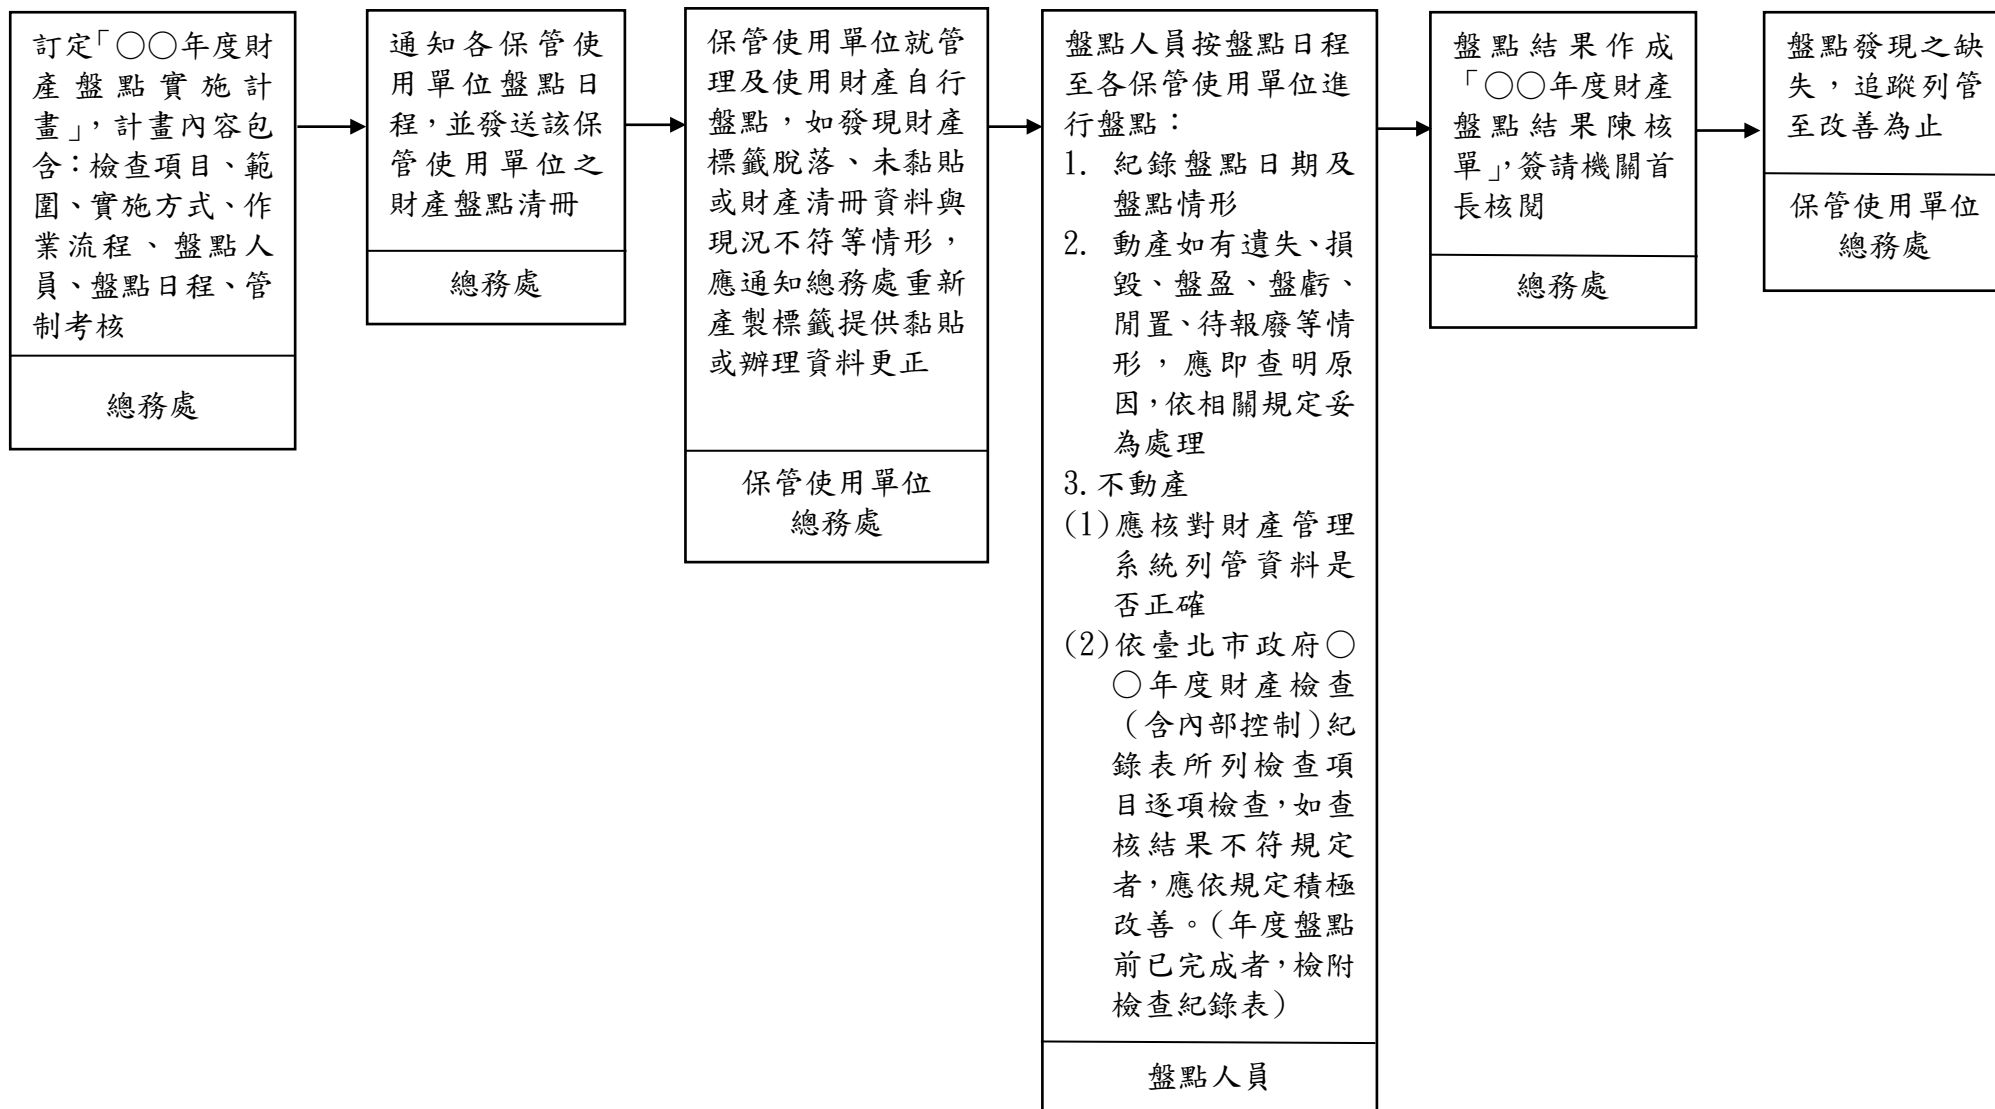 訂定「○○年度財
產盤點實施計
畫」,計畫內容包
含：檢查項目、範
圍、實施方式、作
業流程、盤點人
員、盤點日程、管
制考核
總務處
通知各保管使
用單位盤點日
程,並發送該保
管使用單位之
財產盤點清冊
總務處
保管使用單位就管
理及使用財產自行
盤點，如發現財產
標籤脫落、未黏貼
或財產清冊資料與
現況不符等情形，
應通知總務處重新
產製標籤提供黏貼
或辦理資料更正
保管使用單位
總務處
盤點人員按盤點日程
至各保管使用單位進
行盤點：
1. 紀錄盤點日期及
盤點情形
2. 動產如有遺失、損
毀、盤盈、盤虧、
閒置、待報廢等情
形，應即查明原
因,依相關規定妥
為處理
3.不動產
(1)應核對財產管理
系統列管資料是
否正確
(2)依臺北市政府○
○年度財產檢查
（含內部控制）紀
錄表所列檢查項
目逐項檢查,如查
核結果不符規定
者,應依規定積極
改善。（年度盤點
前已完成者,檢附
檢查紀錄表）
盤點人員
盤點結果作成
「○○年度財產
盤點結果陳核
單」,簽請機關首
長核閱
總務處
盤點發現之缺
失，追蹤列管
至改善為止
保管使用單位
總務處